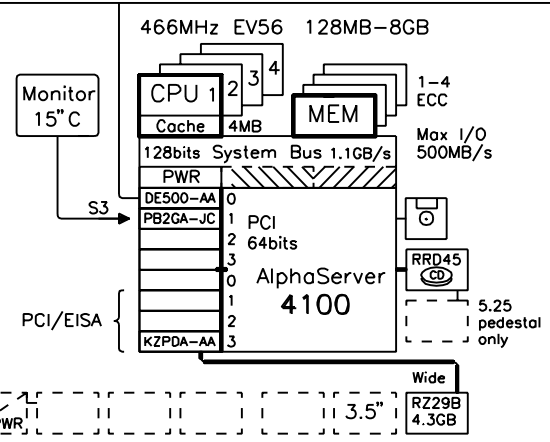 466MHz EV56 128MB-8GB
Monitor
15"C
CPU 1 2 3 4
Cache 4MB
MEM
1-4
ECC
Max I/O
500MB/s
128bits System Bus 1.1GB/s
PWR
DE500-AA 0
S3 PB2GA-JC 1
PCI
2
64bits
3
0
AlphaServer
4100
RRD45
CD
PCI/EISA
1
2
KZPDA-AA 3
5.25
pedestal
only
Wide
PWR
3.5"
RZ29B
4.3GB